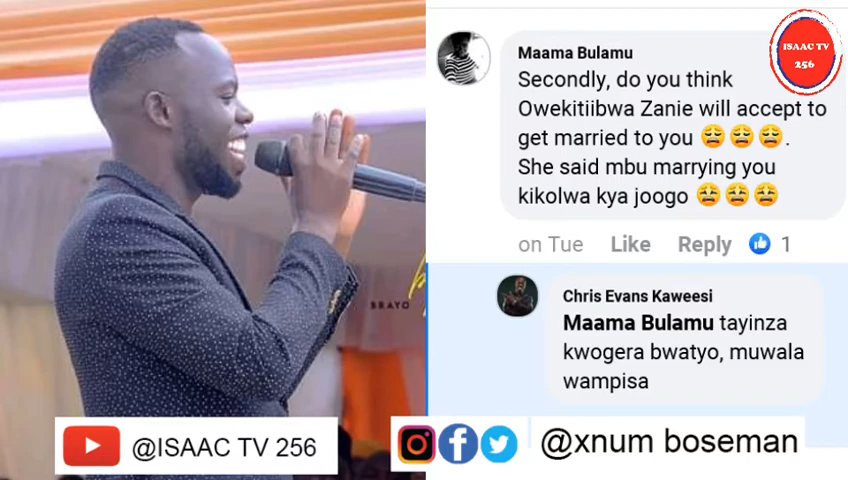 ISAAC TV
256
Maama Bulamu
Secondly, do you think
Owekitiibwa Zanie will accept to
get married to you 😩😩😩.
She said mbu marrying you
kikolwa kya joogo 😩😩😩
on Tue Like Reply 1
Chris Evans Kaweesi
Maama Bulamu tayinza
kwogera bwatyo, muwala
wampisa
BRAYO
@ISAAC TV 256
@xnum boseman